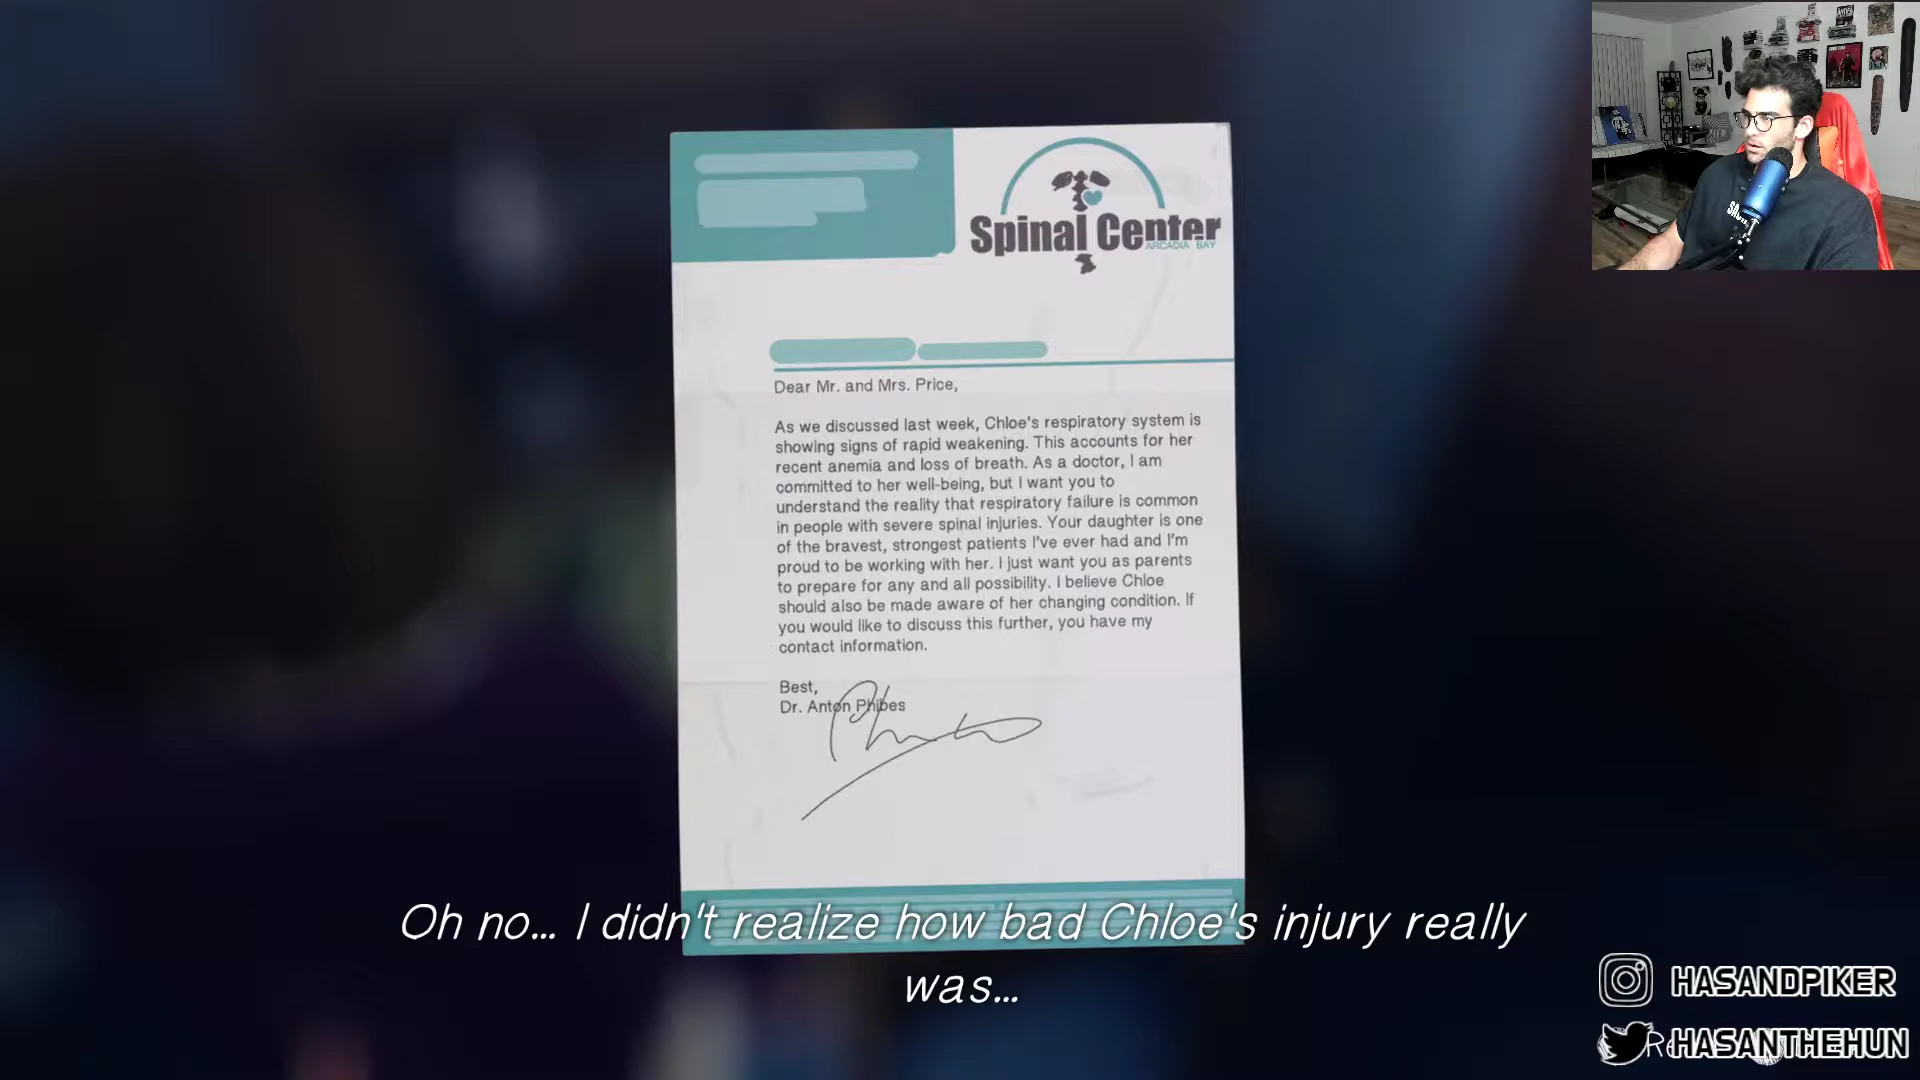 Spinal Center
ARCADIA BAY
Dear Mr. and Mrs. Price,
As we discussed last week, Chloe's respiratory system is
showing signs of rapid weakening. This accounts for her
recent anemia and loss of breath. As a doctor, I am
committed to her well-being, but I want you to
understand the reality that respiratory failure is common
in people with severe spinal injuries. Your daughter is one
of the bravest, strongest patients I've ever had and I'm
proud to be working with her. I just want you as parents
to prepare for any and all possibility. I believe Chloe
should also be made aware of her changing condition. If
you would like to discuss this further, you have my
contact information.
Best,
Dr. Anton Phibes
Oh no... I didn't realize how bad Chloe's injury really
was...
HASANDPIKER
HASANTHEHUN